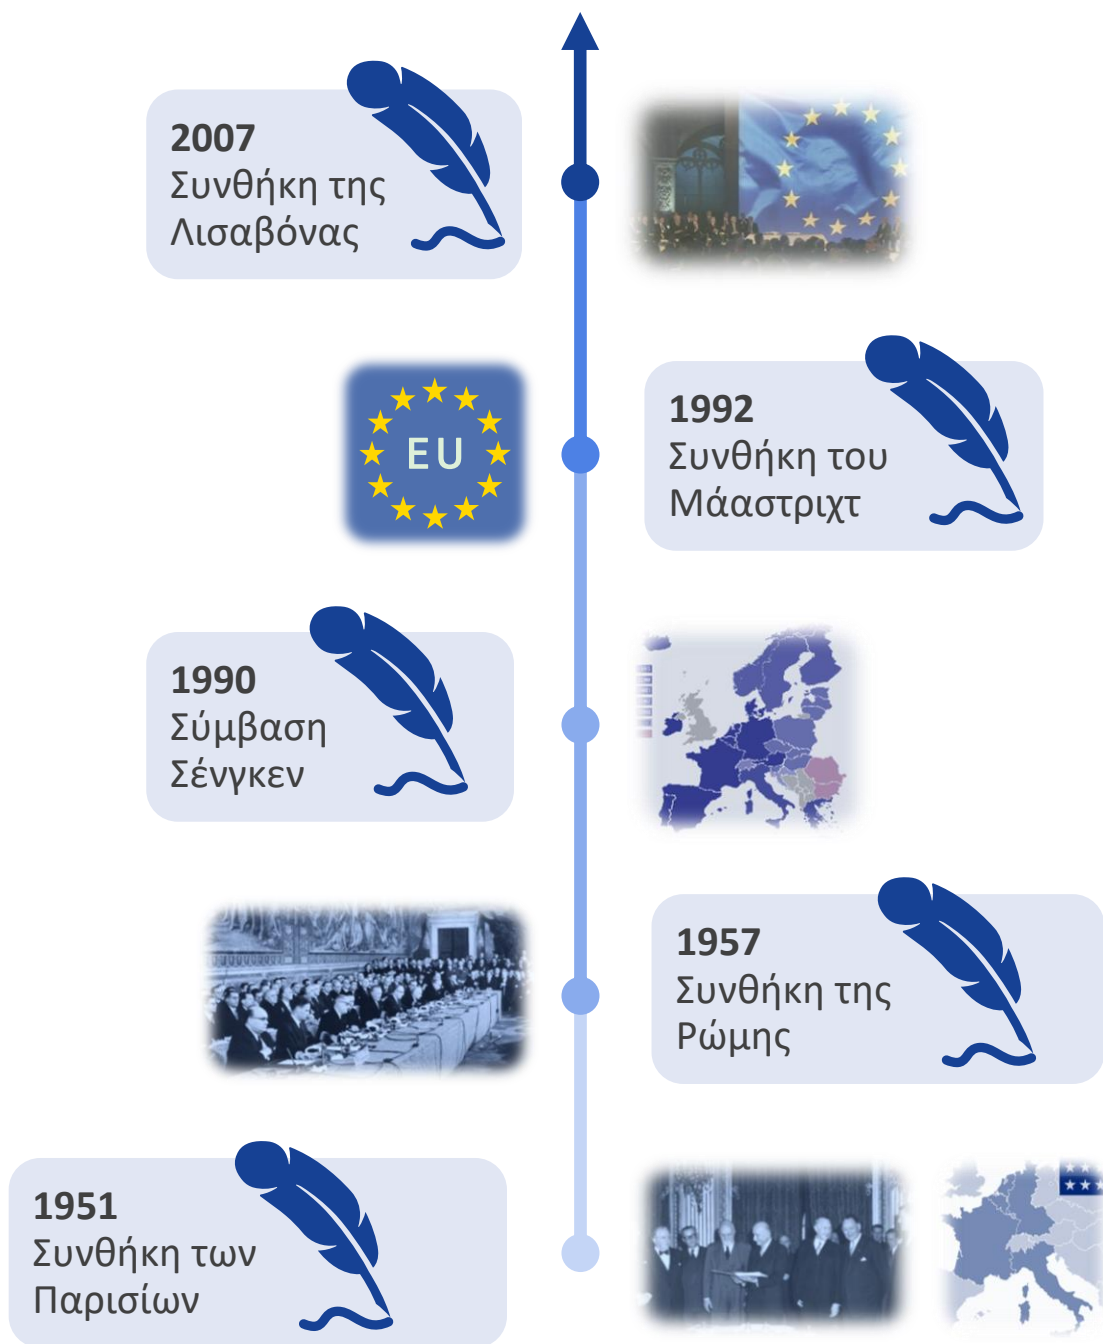 2007
Συνθήκη της
Λισαβόνας
EU
1992
Συνθήκη του
Μάαστριχτ
1990
Σύμβαση
Σένγκεν
1957
Συνθήκη της
Ρώμης
1951
Συνθήκη των
Παρισίων